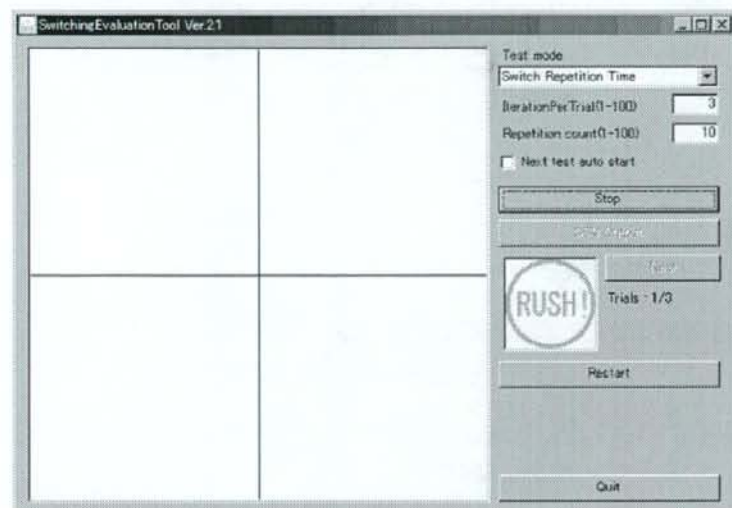 SwitchingEvaluationTool Ver.2.1
Test mode
Switch Repetition Time
IterationPerTrial(1-100) 3
Repetition count(1-100) 10
Next test auto start
Stop
Next
RUSH!
Trials : 1/3
Restart
Quit